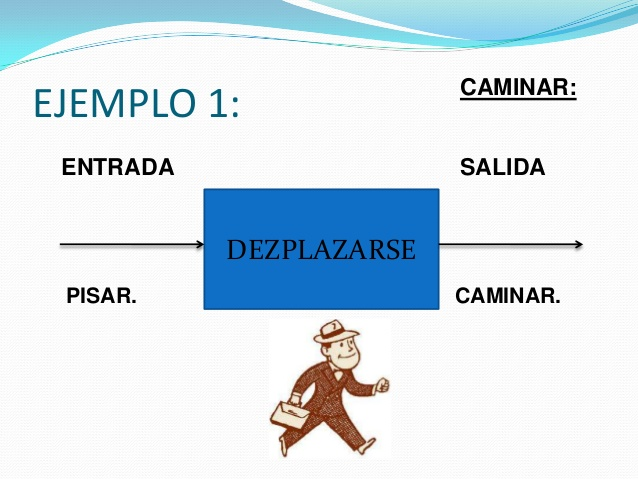 EJEMPLO 1:
CAMINAR:
ENTRADA
SALIDA
DEZPLAZARSE
PISAR.
CAMINAR.